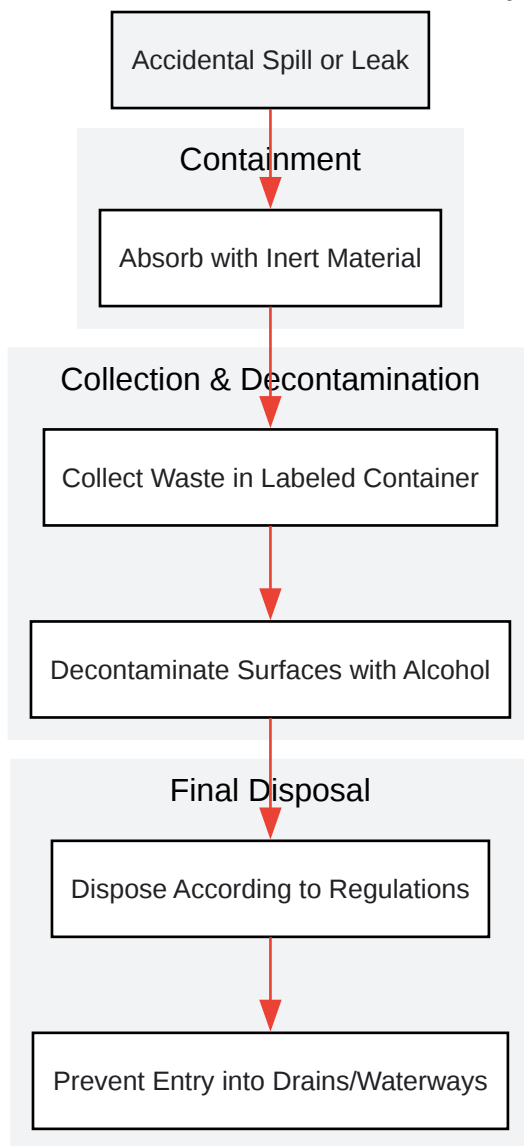 Accidental Spill or Leak
Containment
Absorb with Inert Material
Collection & Decontamination
Collect Waste in Labeled Container
Decontaminate Surfaces with Alcohol
Final Disposal
Dispose According to Regulations
Prevent Entry into Drains/Waterways